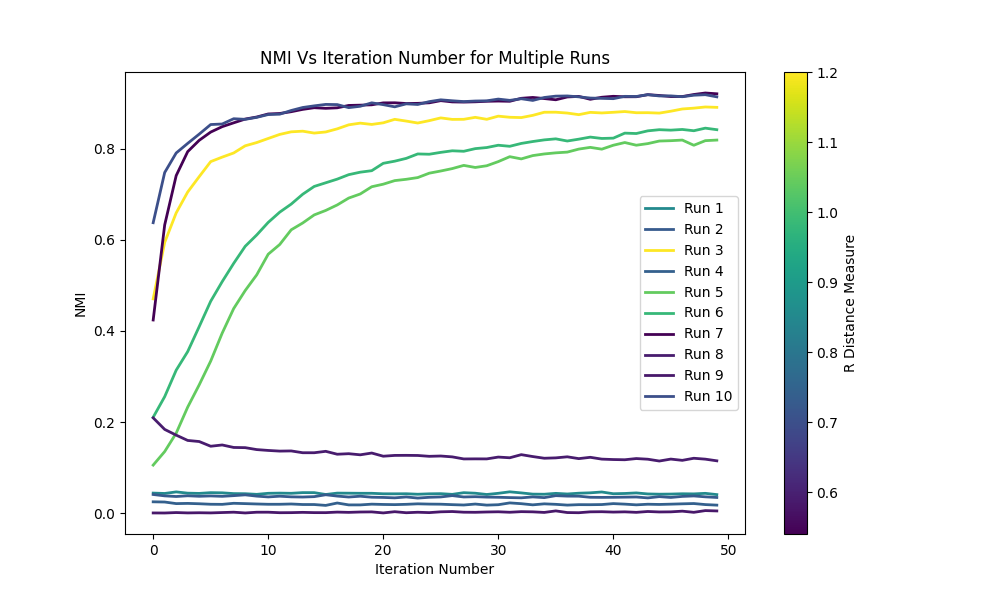 NMI Vs Iteration Number for Multiple Runs
NMI
0.8
0.6
0.4
0.2
0.0
0
10
20
30
40
50
Iteration Number
Run 1
Run 2
Run 3
Run 4
Run 5
Run 6
Run 7
Run 8
Run 9
Run 10
1.2
1.1
1.0
0.9
0.8
0.7
0.6
R Distance Measure